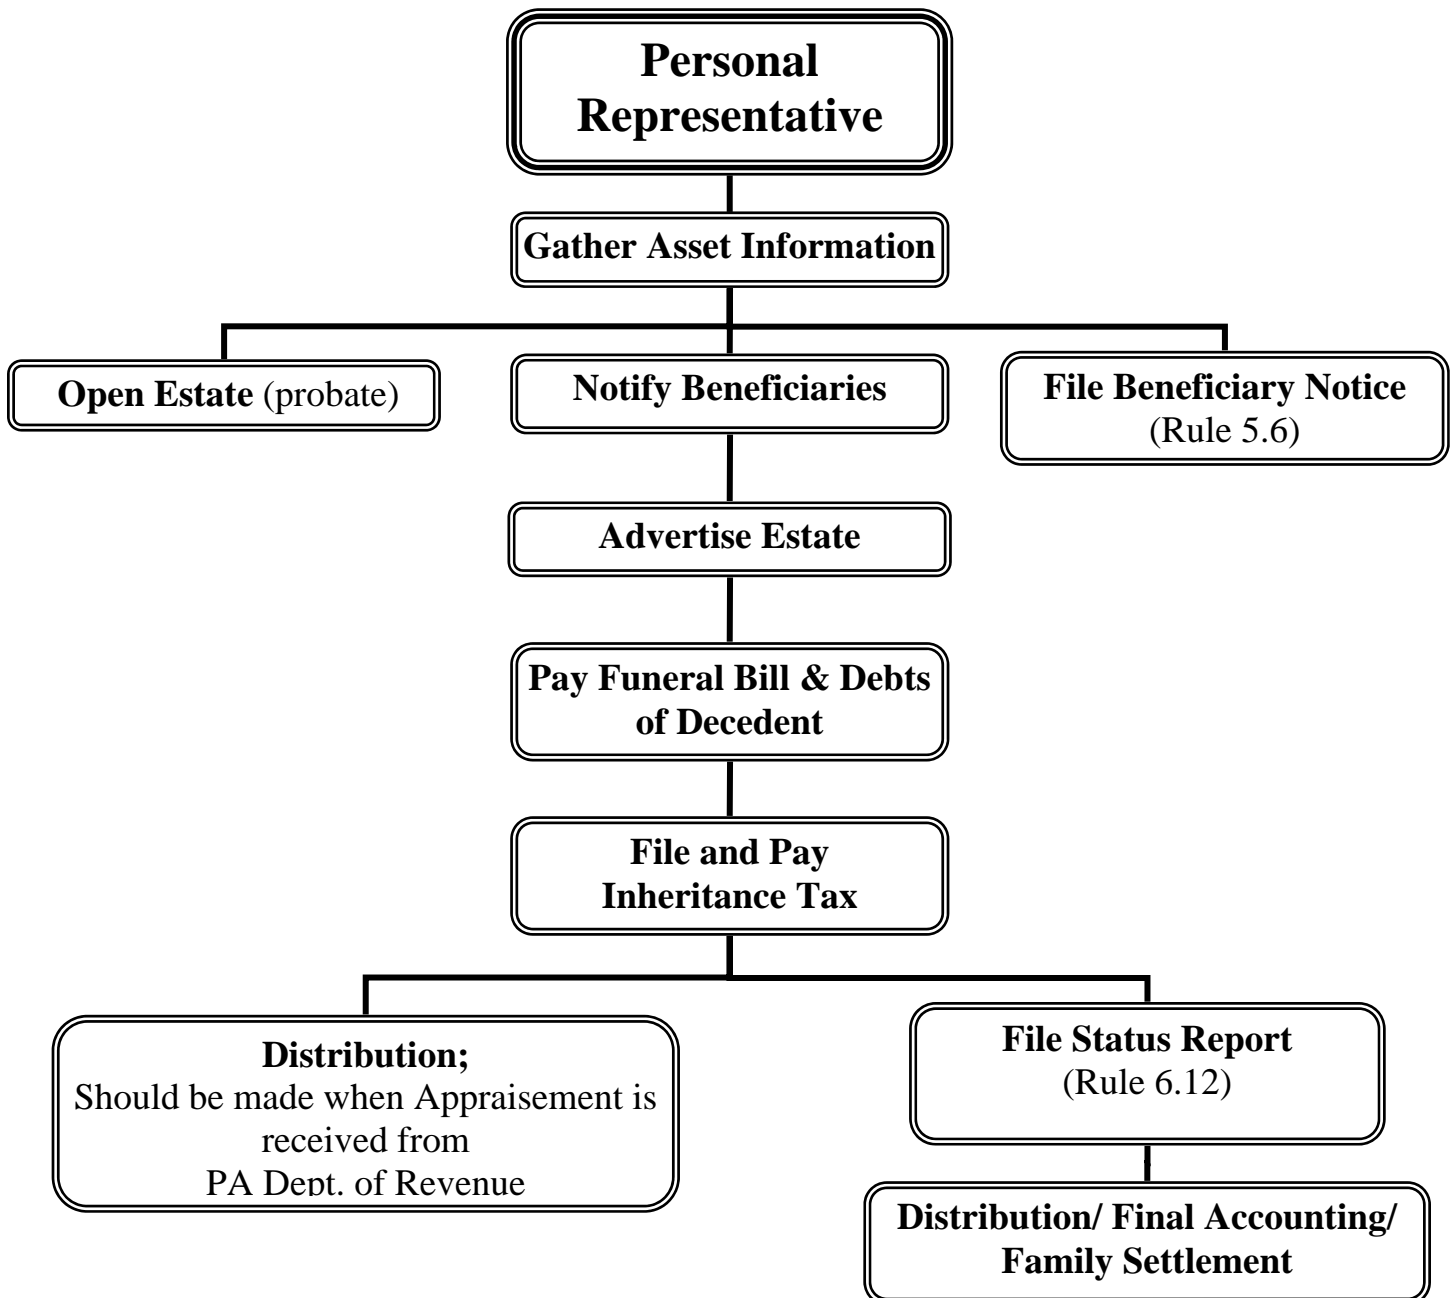 Personal
Representative
Gather Asset Information
Open Estate (probate)
Notify Beneficiaries
File Beneficiary Notice
(Rule 5.6)
Advertise Estate
Pay Funeral Bill & Debts
of Decedent
File and Pay
Inheritance Tax
Distribution;
Should be made when Appraisement is
received from
PA Dept. of Revenue
File Status Report
(Rule 6.12)
Distribution/ Final Accounting/
Family Settlement